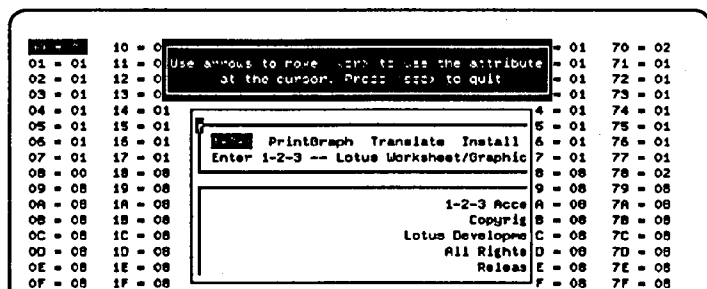 10 = 0 = 01 70 = 02
01 = 01 11 = 0 Use arrows to move to use the attribute = 01 71 = 01
02 = 01 12 = 0 at the cursor. Press <esc> to quit = 01 72 = 01
03 = 01 13 = 0 = 01 73 = 01
04 = 01 14 = 01 4 = 01 74 = 01
05 = 01 15 = 01 5 = 01 75 = 01
06 = 01 16 = 01 PrintGraph Translate Install 6 = 01 76 = 01
07 = 01 17 = 01 Enter 1-2-3 -- Lotus Worksheet/Graphic 7 = 01 77 = 01
08 = 00 18 = 08 8 = 08 78 = 02
09 = 08 19 = 08 9 = 08 79 = 08
0A = 08 1A = 08 1-2-3 Acce A = 08 7A = 08
0B = 08 1B = 08 Copyrig B = 08 7B = 08
0C = 08 1C = 08 Lotus Developme C = 08 7C = 08
0D = 08 1D = 08 All Rights D = 08 7D = 08
0E = 08 1E = 08 Releas E = 08 7E = 08
0F = 08 1F = 08 F = 08 7F = 08